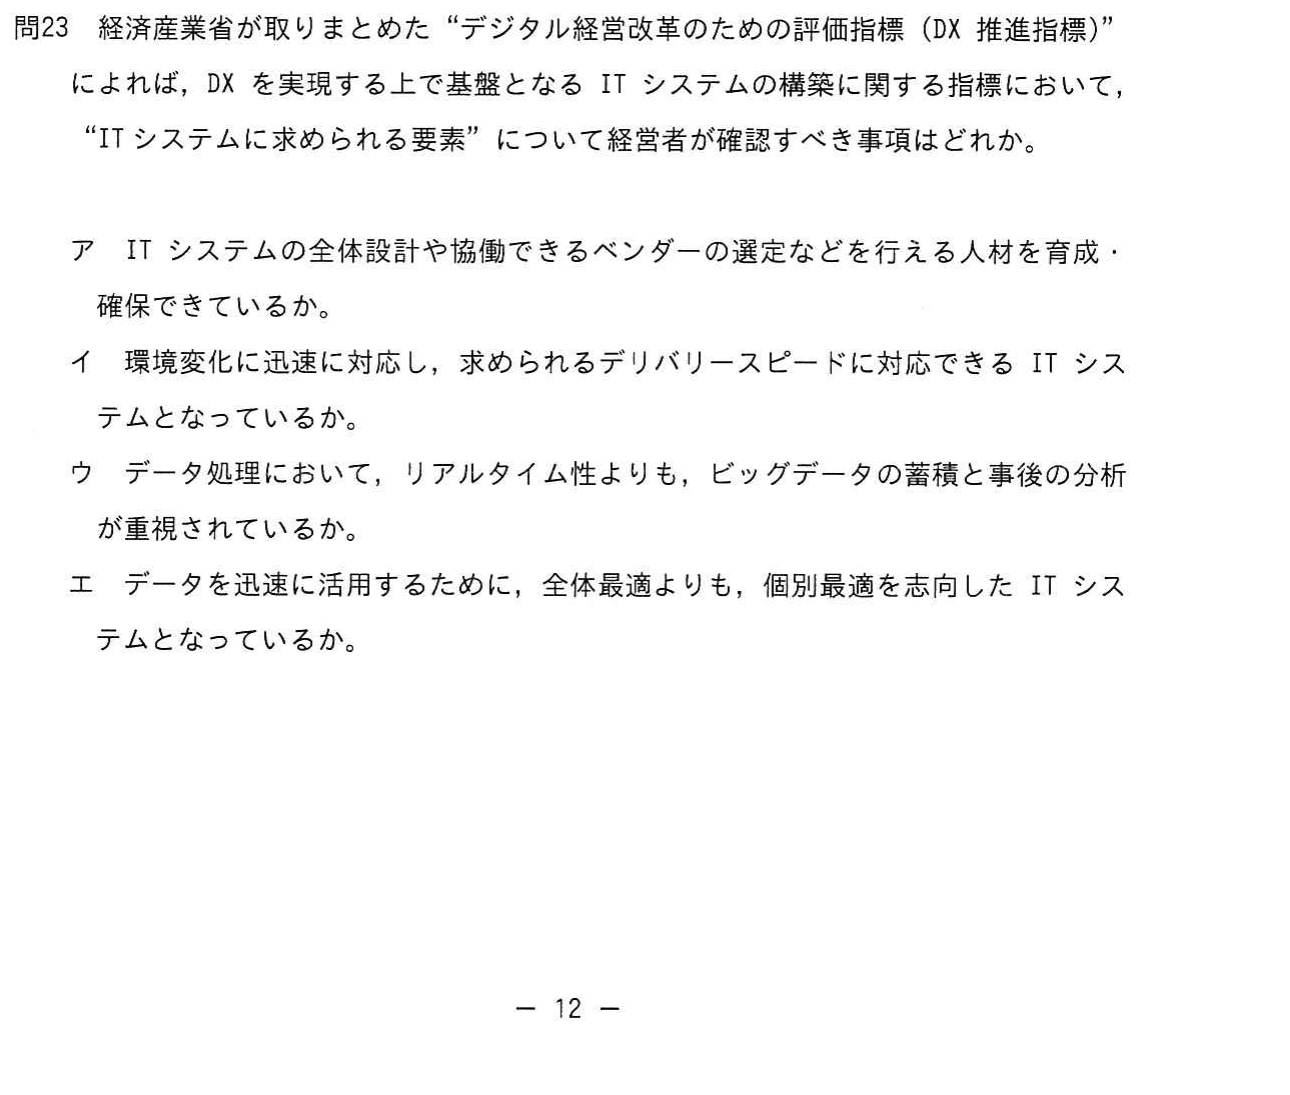 問23 経済産業省が取りまとめた“デジタル経営改革のための評価指標（DX 推進指標）”
によれば，DX を実現する上で基盤となる IT システムの構築に関する指標において，
“ITシステムに求められる要素”について経営者が確認すべき事項はどれか。
ア IT システムの全体設計や協働できるベンダーの選定などを行える人材を育成・
確保できているか。
イ 環境変化に迅速に対応し，求められるデリバリースピードに対応できる IT シス
テムとなっているか。
ウ データ処理において，リアルタイム性よりも，ビッグデータの蓄積と事後の分析
が重視されているか。
エ データを迅速に活用するために，全体最適よりも，個別最適を志向した IT シス
テムとなっているか。
－ 12 －